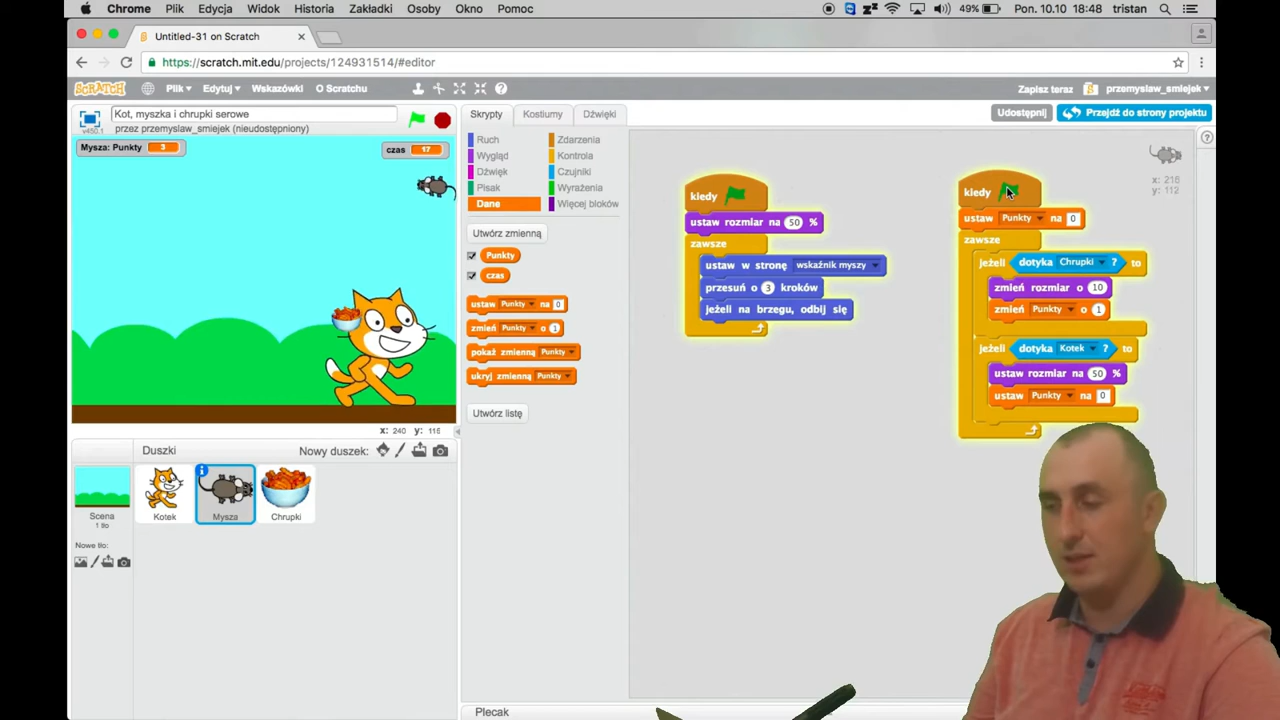 Chrome Plik Edycja Widok Historia Zakładki Osoby Okno Pomoc 49% Pon. 10.10 18:48 tristan
Untitled-31 on Scratch
https://scratch.mit.edu/projects/124931514/#editor
SCRATCH Plik Edytuj Wskazówki O Scratchu Zapisz teraz przemyslaw_smiejek
Kot, myszka i chrupki serowe
przez przemyslaw_smiejek (nieudostępniony)
v450.1
Skrypty Kostiumy Dźwięki
Udostępnij Przejdź do strony projektu
Mysza: Punkty 3
czas 17
Ruch
Wygląd
Dźwięk
Pisak
Dane
Zdarzenia
Kontrola
Czujniki
Wyrażenia
Więcej bloków
Utwórz zmienną
Punkty
czas
ustaw Punkty na 0
zmień Punkty o 1
pokaż zmienną Punkty
ukryj zmienną Punkty
Utwórz listę
kiedy
ustaw rozmiar na 50 %
zawsze
ustaw w stronę wskaźnik myszy
przesuń o 3 kroków
jeżeli na brzegu, odbij się
kiedy
ustaw Punkty na 0
zawsze
jeżeli dotyka Chrupki ? to
zmień rozmiar o 10
zmień Punkty o 1
jeżeli dotyka Kotek ? to
ustaw rozmiar na 50 %
ustaw Punkty na 0
x: 216
y: 112
x: 240 y: 115
Duszki Nowy duszek:
Scena
1 tło
Nowe tło:
Kotek
Mysza
Chrupki
Plecak